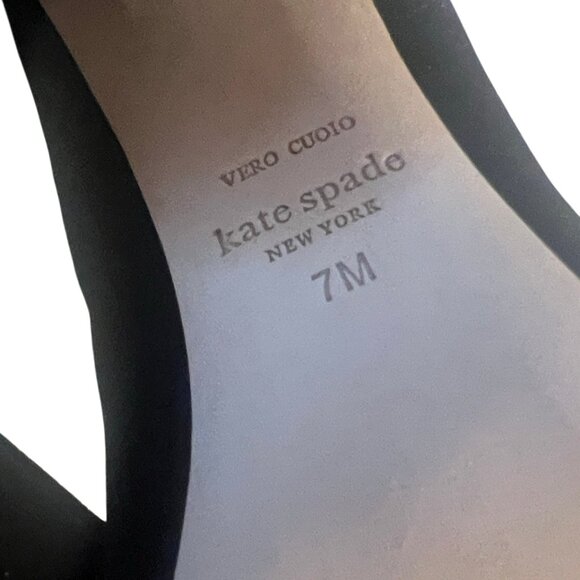 VERO CUOIO
kate spade
NEW YORK
7M